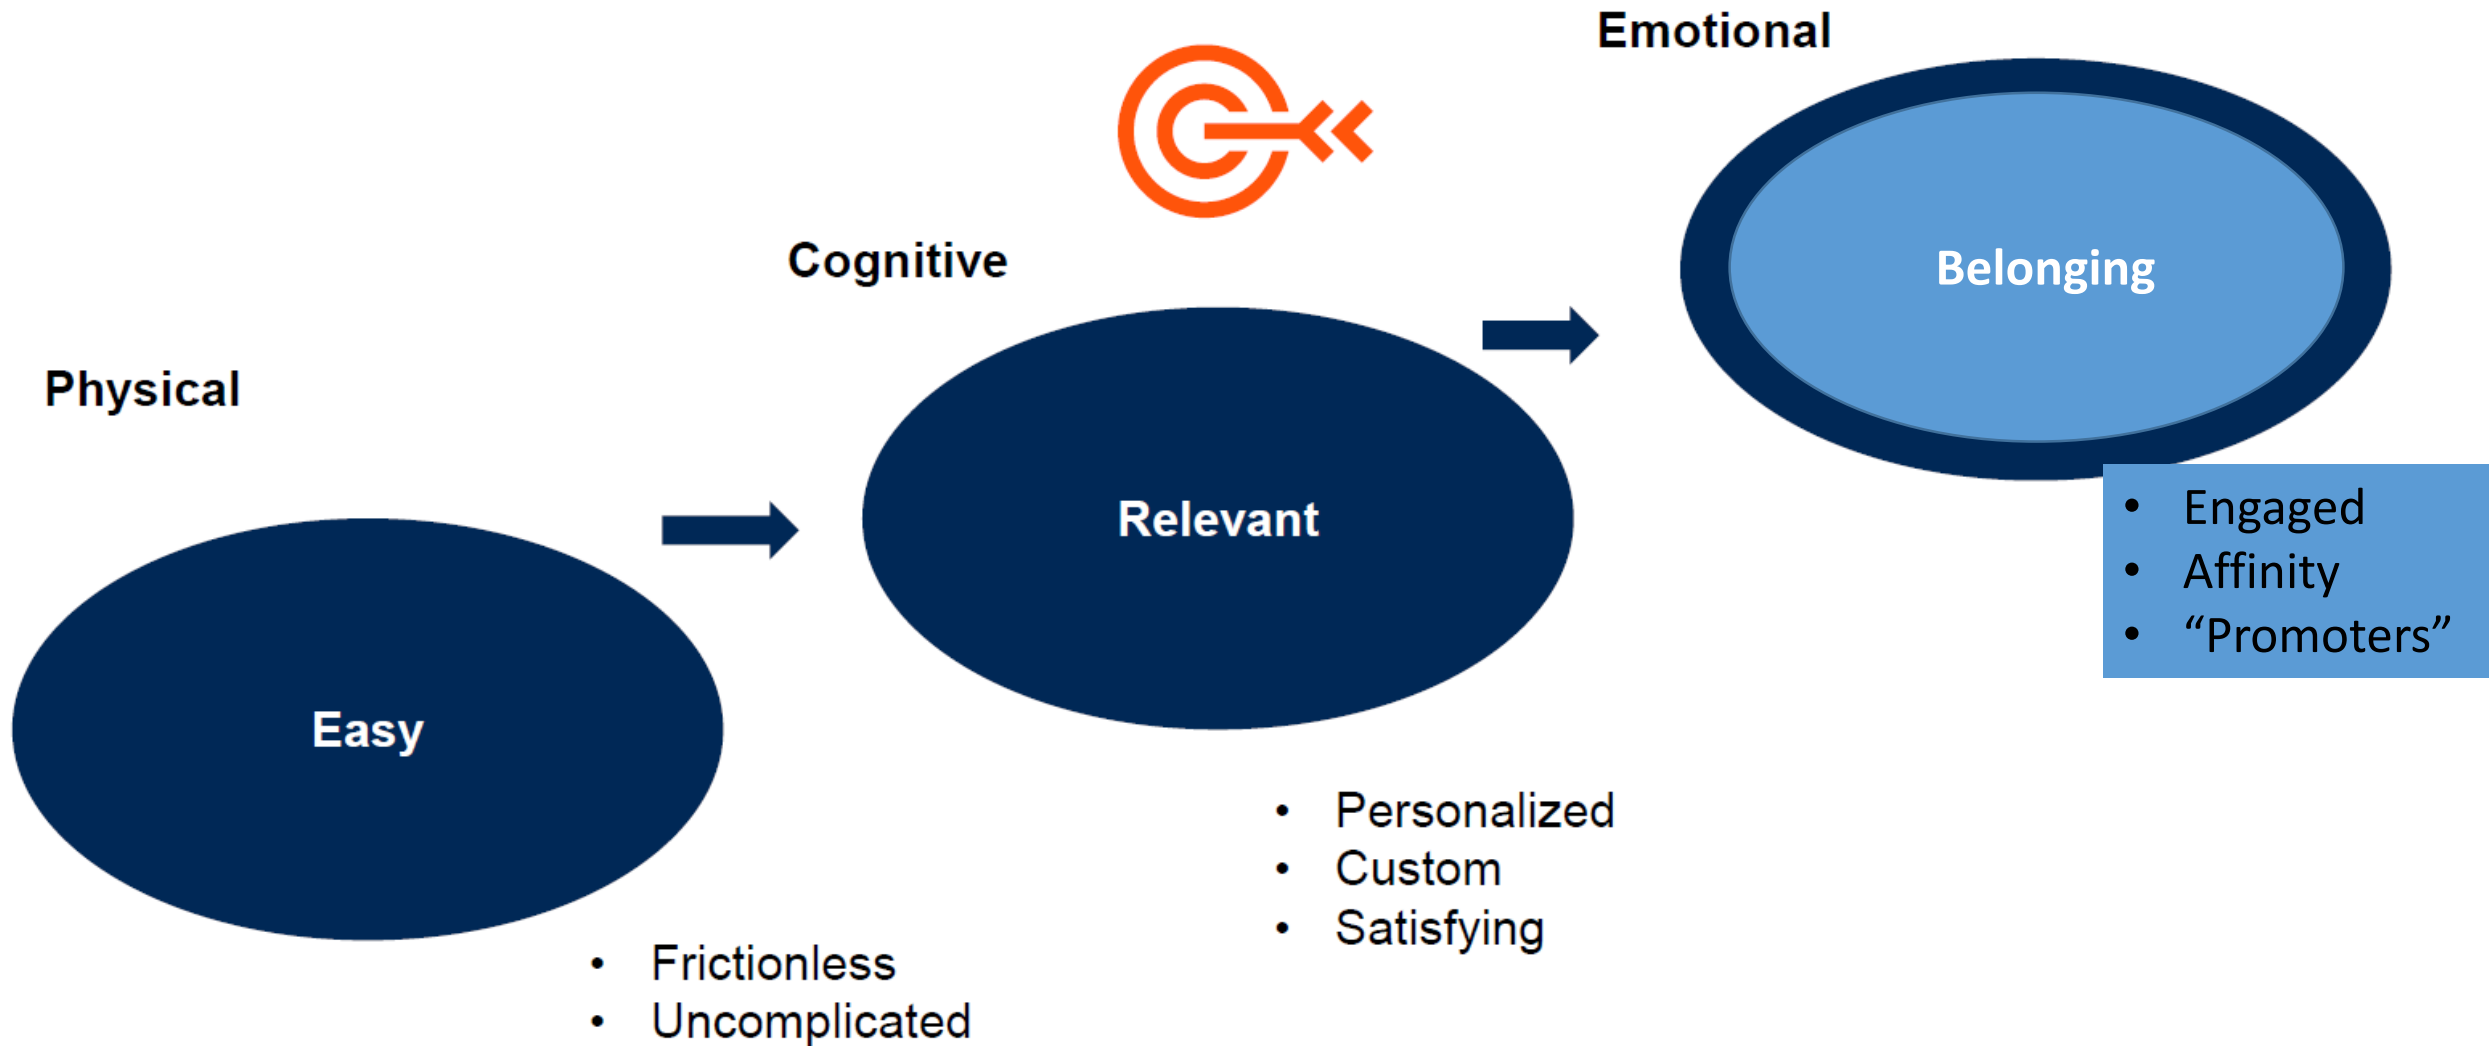 Physical
Easy
• Frictionless
• Uncomplicated
Cognitive
Relevant
• Personalized
• Custom
• Satisfying
Emotional
Belonging
• Engaged
• Affinity
• “Promoters”